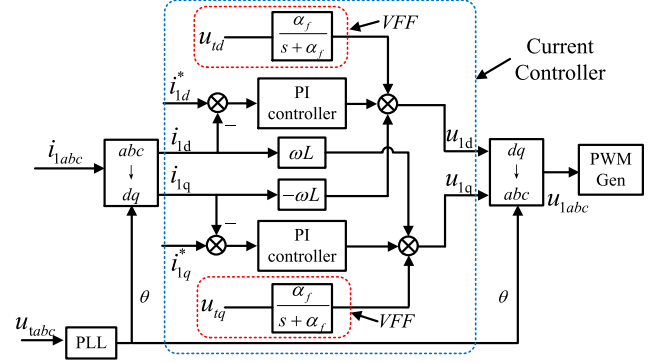 u_td
α_f
s + α_f
VFF
Current
Controller
i*_1d
PI
controller
−
i_1abc
abc
↓
dq
i_1d
ωL
u_1d
dq
↓
abc
PWM
Gen
u_1abc
i_1q
−ωL
u_1q
−
i*_1q
PI
controller
θ
u_tq
α_f
s + α_f
VFF
θ
u_tabc
PLL